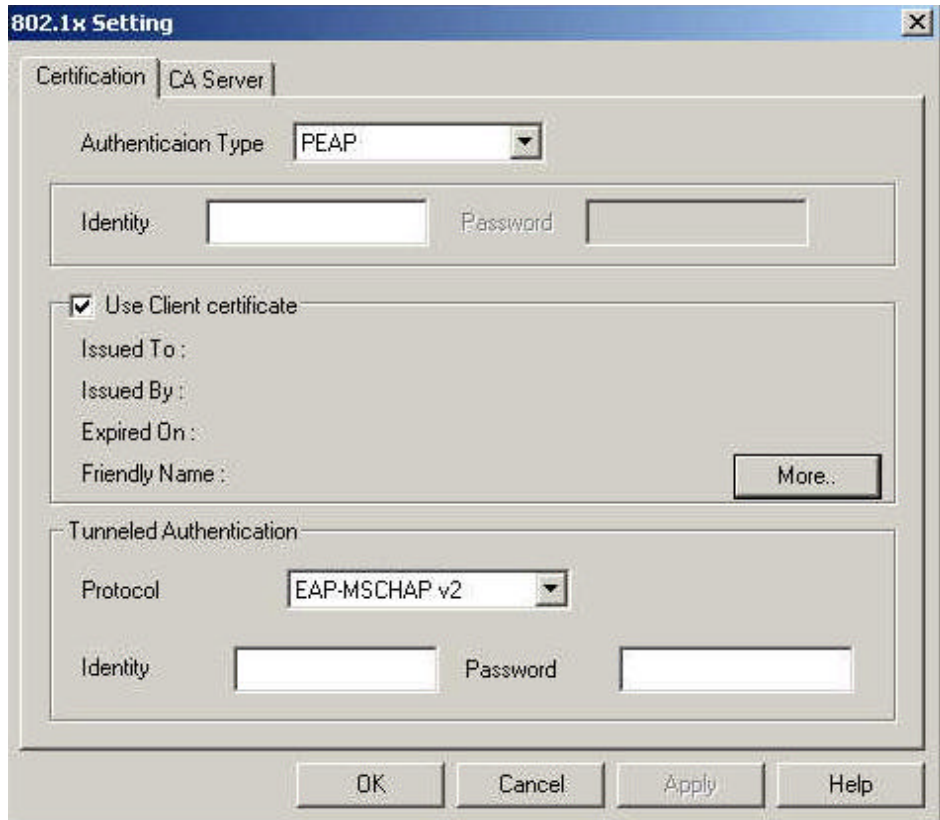 802.1x Setting
Certification CA Server
Authenticaion Type PEAP
Identity Password
Use Client certificate
Issued To :
Issued By :
Expired On :
Friendly Name :
More..
Tunneled Authentication
Protocol EAP-MSCHAP v2
Identity Password
OK Cancel Apply Help